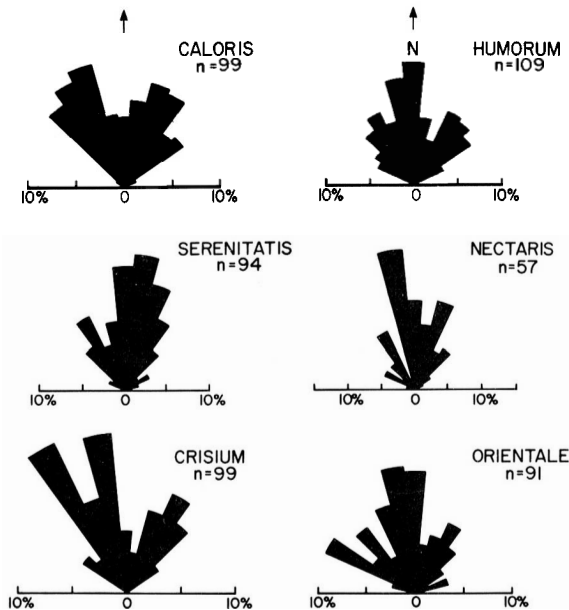 CALORIS
n=99
10% 0 10%
N
HUMORUM
n=109
10% 0 10%
SERENITATIS
n=94
10% 0 10%
NECTARIS
n=57
10% 0 10%
CRISIUM
n=99
10% 0 10%
ORIENTALE
n=91
10% 0 10%